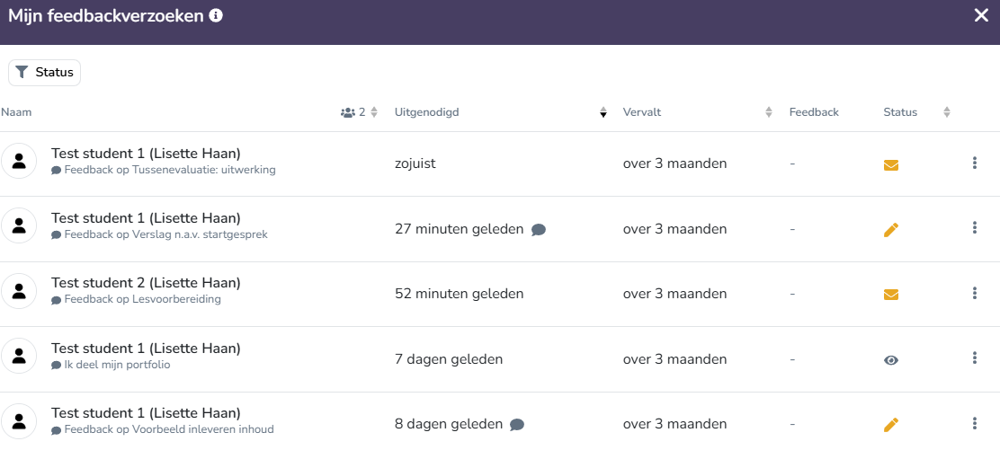 Mijn feedbackverzoeken
Status
Naam 2 Uitgenodigd Vervalt Feedback Status
Test student 1 (Lisette Haan)
Feedback op Tussenevaluatie: uitwerking
zojuist over 3 maanden -
Test student 1 (Lisette Haan)
Feedback op Verslag n.a.v. startgesprek
27 minuten geleden over 3 maanden -
Test student 2 (Lisette Haan)
Feedback op Lesvoorbereiding
52 minuten geleden over 3 maanden -
Test student 1 (Lisette Haan)
Ik deel mijn portfolio
7 dagen geleden over 3 maanden -
Test student 1 (Lisette Haan)
Feedback op Voorbeeld inleveren inhoud
8 dagen geleden over 3 maanden -